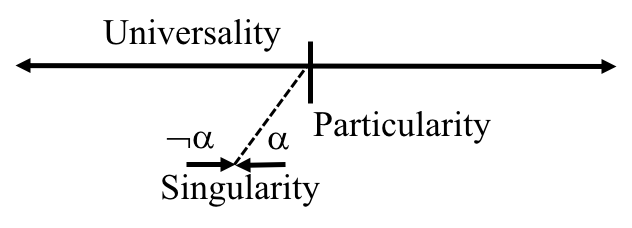 Universality
Particularity
¬α α
Singularity